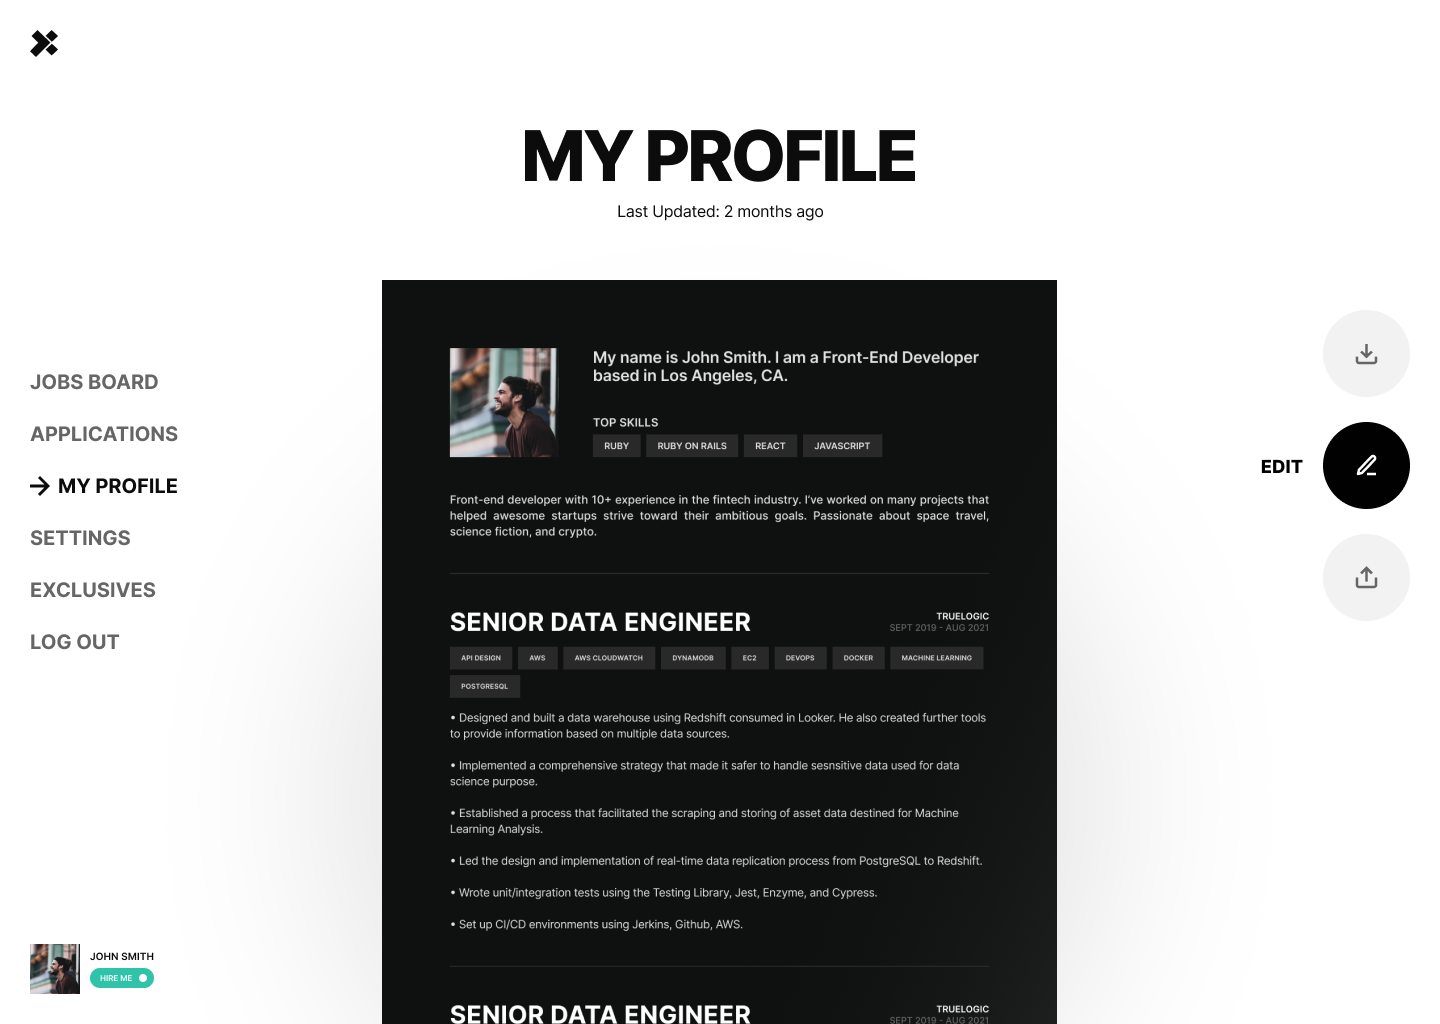 MY PROFILE
Last Updated: 2 months ago
JOBS BOARD
APPLICATIONS
MY PROFILE
SETTINGS
EXCLUSIVES
LOG OUT
JOHN SMITH
HIRE ME
My name is John Smith. I am a Front-End Developer
based in Los Angeles, CA.
TOP SKILLS
RUBY RUBY ON RAILS REACT JAVASCRIPT
Front-end developer with 10+ experience in the fintech industry. I've worked on many projects that
helped awesome startups strive toward their ambitious goals. Passionate about space travel,
science fiction, and crypto.
SENIOR DATA ENGINEER
TRUELOGIC
SEPT 2019 - AUG 2021
API DESIGN AWS AWS CLOUDWATCH DYNAMODB EC2 DEVOPS DOCKER MACHINE LEARNING
POSTGRESQL
• Designed and built a data warehouse using Redshift consumed in Looker. He also created further tools
to provide information based on multiple data sources.
• Implemented a comprehensive strategy that made it safer to handle sesnsitive data used for data
science purpose.
• Established a process that facilitated the scraping and storing of asset data destined for Machine
Learning Analysis.
• Led the design and implementation of real-time data replication process from PostgreSQL to Redshift.
• Wrote unit/integration tests using the Testing Library, Jest, Enzyme, and Cypress.
• Set up CI/CD environments using Jerkins, Github, AWS.
SENIOR DATA ENGINEER
TRUELOGIC
SEPT 2019 - AUG 2021
EDIT